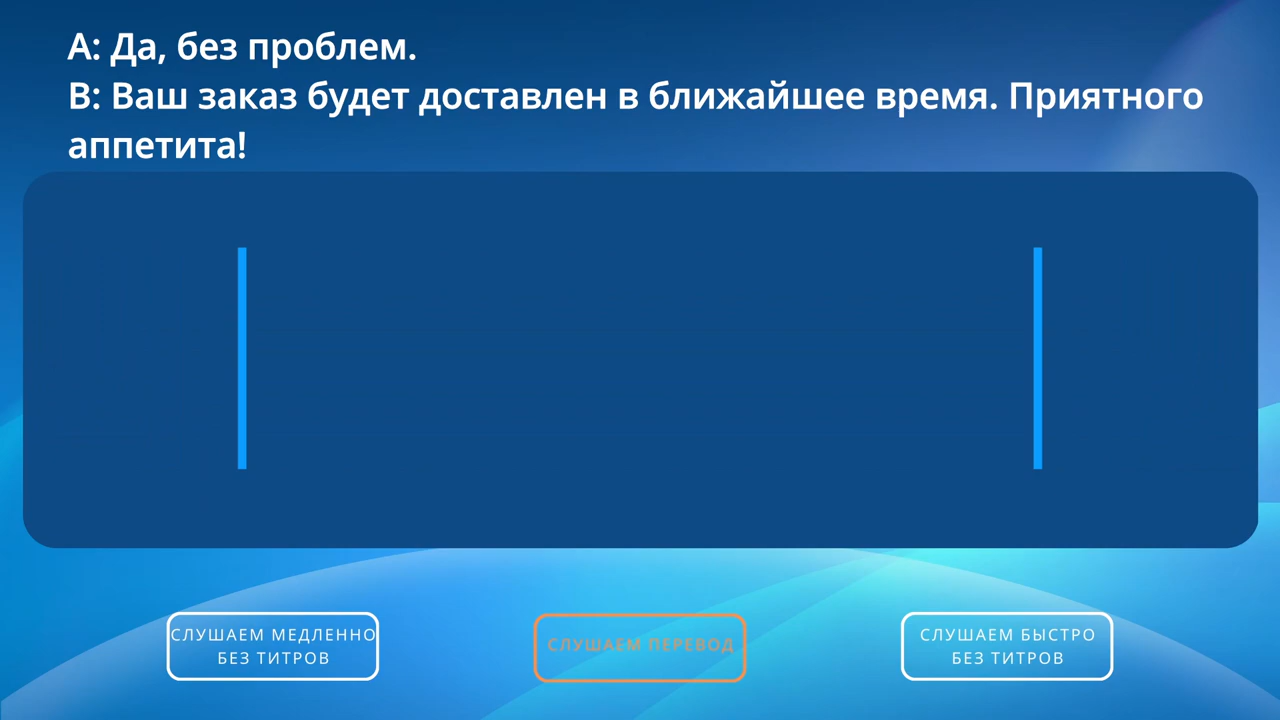 A: Да, без проблем.
B: Ваш заказ будет доставлен в ближайшее время. Приятного
аппетита!
СЛУШАЕМ МЕДЛЕННО
БЕЗ ТИТРОВ
СЛУШАЕМ ПЕРЕВОД
СЛУШАЕМ БЫСТРО
БЕЗ ТИТРОВ